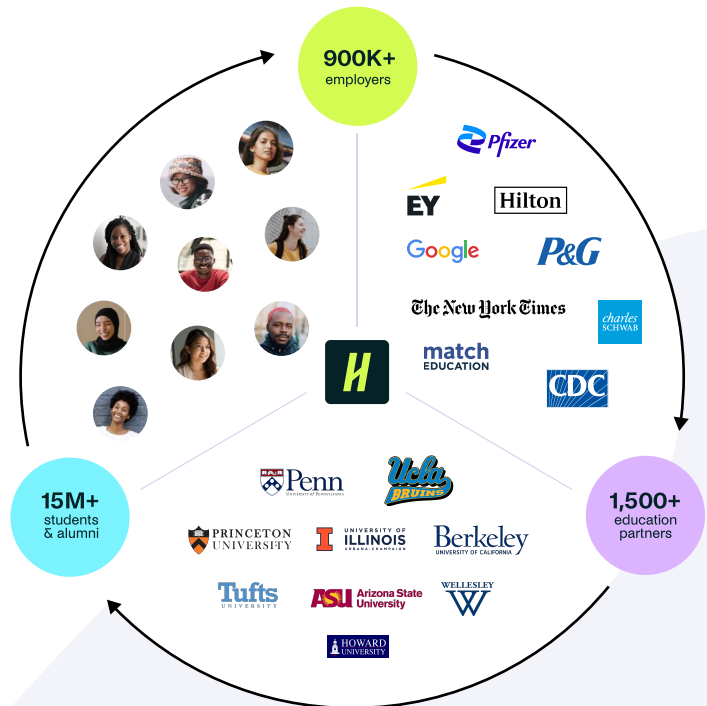 900K+
employers
Pfizer
EY
Hilton
Google
P&G
The New York Times
charles
SCHWAB
match
EDUCATION
CDC
H
15M+
students
& alumni
1,500+
education
partners
Penn
UNIVERSITY OF PENNSYLVANIA
Ucla
BRUINS
PRINCETON
UNIVERSITY
I
UNIVERSITY OF
ILLINOIS
URBANA-CHAMPAIGN
Berkeley
UNIVERSITY OF CALIFORNIA
Tufts
UNIVERSITY
ASU
Arizona State
University
WELLESLEY
W
HOWARD
UNIVERSITY